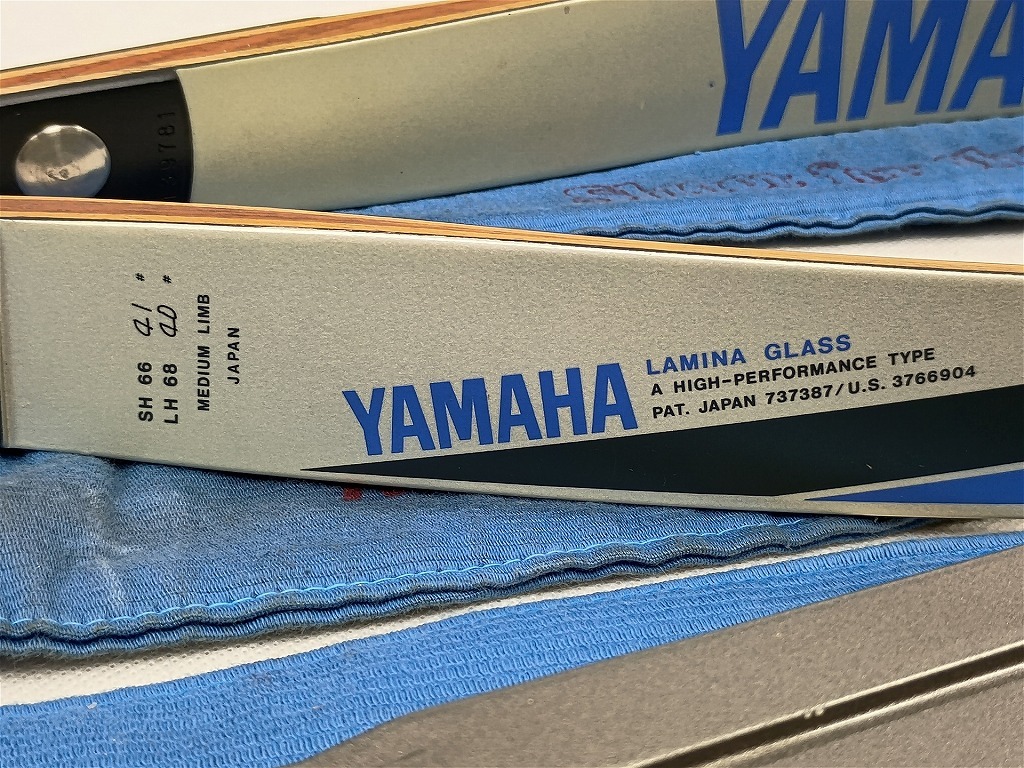 YAMA
SH 66 41 #
LH 68 40 #
MEDIUM LIMB
JAPAN
YAMAHA
LAMINA GLASS
A HIGH-PERFORMANCE TYPE
PAT. JAPAN 737387/U.S. 3766904